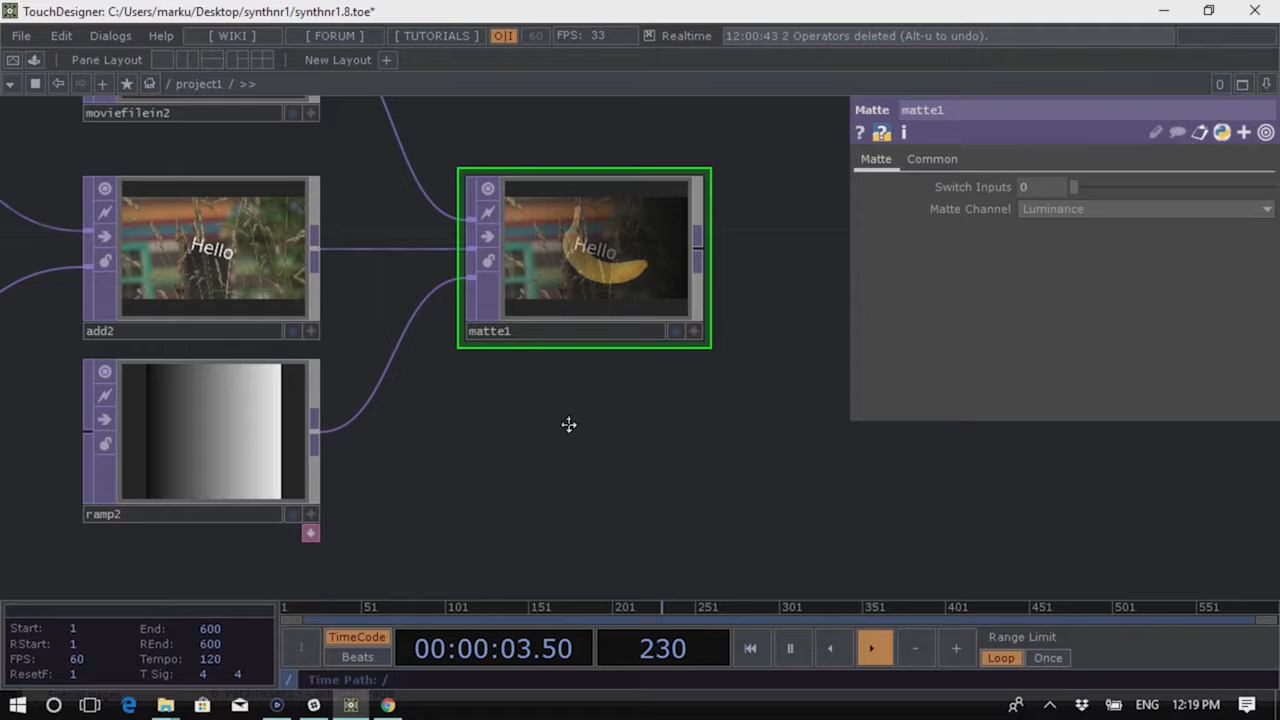 TouchDesigner: C:/Users/marku/Desktop/synthnr1/synthnr1.8.toe*
File Edit Dialogs Help [ WIKI ] [ FORUM ] [ TUTORIALS ] O|I 60 FPS: 33 Realtime 12:00:43 2 Operators deleted (Alt-u to undo).
Pane Layout New Layout +
/ project1 / >> 0
moviefilein2
Matte matte1
? ? i
Matte Common
Switch Inputs 0
Matte Channel Luminance
Hello
Hello
add2
matte1
ramp2
1 51 101 151 201 251 301 351 401 451 501 551
Start: 1 End: 600
RStart: 1 REnd: 600
FPS: 60 Tempo: 120
ResetF: 1 T Sig: 4 4
TimeCode
Beats
00:00:03.50
230
Range Limit
Loop Once
/ Time Path: /
ENG 12:19 PM